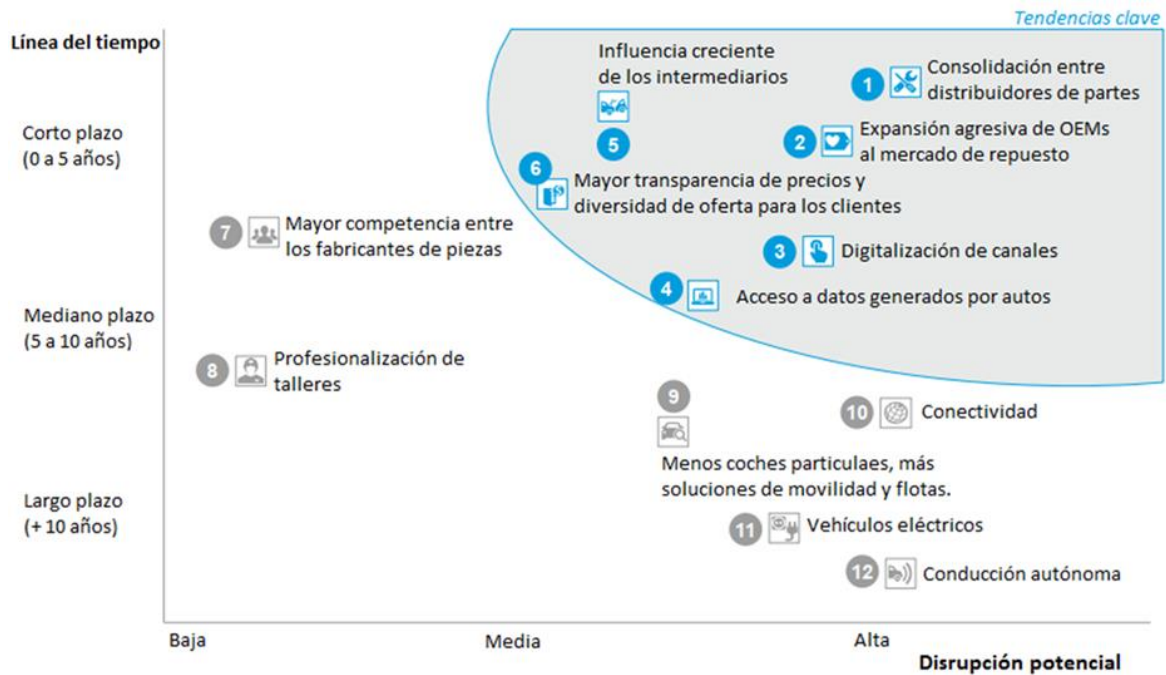 Tendencias clave
Línea del tiempo
Influencia creciente
de los intermediarios
1
Consolidación entre
distribuidores de partes
Corto plazo
(0 a 5 años)
2
Expansión agresiva de OEMs
al mercado de repuesto
5
6
Mayor transparencia de precios y
diversidad de oferta para los clientes
7
Mayor competencia entre
los fabricantes de piezas
3
Digitalización de canales
4
Acceso a datos generados por autos
Mediano plazo
(5 a 10 años)
8
Profesionalización de
talleres
9
10
Conectividad
Menos coches particulaes, más
soluciones de movilidad y flotas.
Largo plazo
(+ 10 años)
11
Vehículos eléctricos
12
Conducción autónoma
Baja
Media
Alta
Disrupción potencial